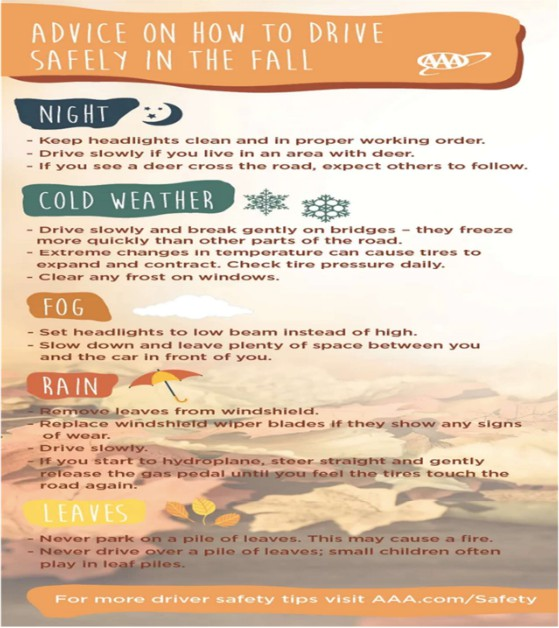 ADVICE ON HOW TO DRIVE
SAFELY IN THE FALL
AAA
NIGHT
- Keep headlights clean and in proper working order.
- Drive slowly if you live in an area with deer.
- If you see a deer cross the road, expect others to follow.
COLD WEATHER
- Drive slowly and break gently on bridges – they freeze
more quickly than other parts of the road.
- Extreme changes in temperature can cause tires to
expand and contract. Check tire pressure daily.
- Clear any frost on windows.
FOG
- Set headlights to low beam instead of high.
- Slow down and leave plenty of space between you
and the car in front of you.
RAIN
- Remove leaves from windshield.
- Replace windshield wiper blades if they show any signs
of wear.
- Drive slowly.
- If you start to hydroplane, steer straight and gently
release the gas pedal until you feel the tires touch the
road again.
LEAVES
- Never park on a pile of leaves. This may cause a fire.
- Never drive over a pile of leaves; small children often
play in leaf piles.
For more driver safety tips visit AAA.com/Safety